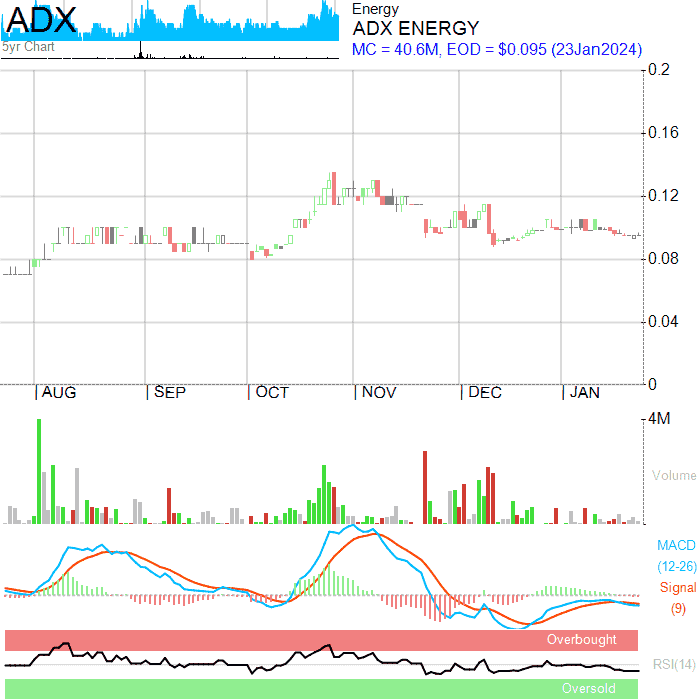 ADX
5yr Chart
Energy
ADX ENERGY
MC = 40.6M, EOD = $0.095 (23Jan2024)
0.2
0.16
0.12
0.08
0.04
0
AUG SEP OCT NOV DEC JAN
4M
Volume
MACD
(12-26)
Signal
(9)
Overbought
RSI(14)
Oversold